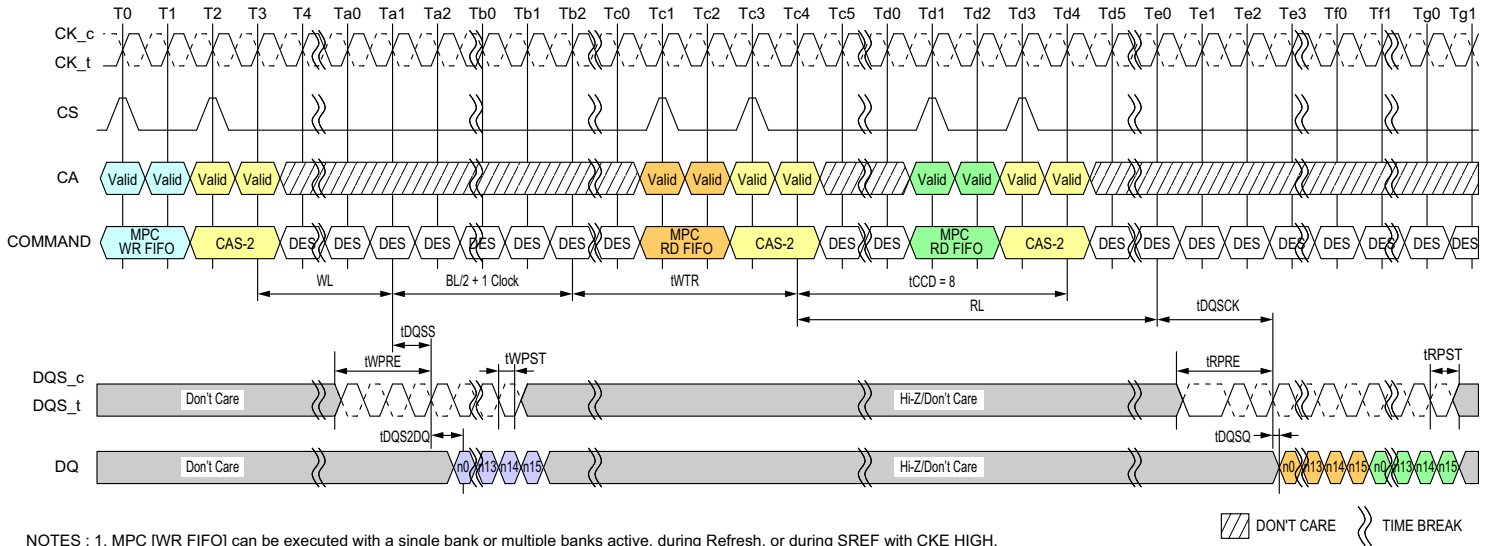 T0 T1 T2 T3 T4 Ta0 Ta1 Ta2 Tb0 Tb1 Tb2 Tc0 Tc1 Tc2 Tc3 Tc4 Tc5 Td0 Td1 Td2 Td3 Td4 Td5 Te0 Te1 Te2 Te3 Tf0 Tf1 Tg0 Tg1
CK_c
CK_t
CS
CA Valid Valid Valid Valid Valid Valid Valid Valid Valid Valid Valid Valid
COMMAND MPC WR FIFO CAS-2 DES DES DES DES DES DES DES DES MPC RD FIFO CAS-2 DES DES MPC RD FIFO CAS-2 DES DES DES DES DES DES DES DES DES
WL BL/2 + 1 Clock tWTR tCCD = 8
RL tDQSCK
tDQSS
tWPRE tWPST tRPRE tRPST
DQS_c
DQS_t
Don't Care Hi-Z/Don't Care
tDQS2DQ tDQSQ
DQ Don't Care n0 n13 n14 n15 Hi-Z/Don't Care n0 n13 n14 n15 n0 n13 n14 n15
DON'T CARE TIME BREAK
NOTES : 1. MPC [WR FIFO] can be executed with a single bank or multiple banks active, during Refresh, or during SREF with CKE HIGH.